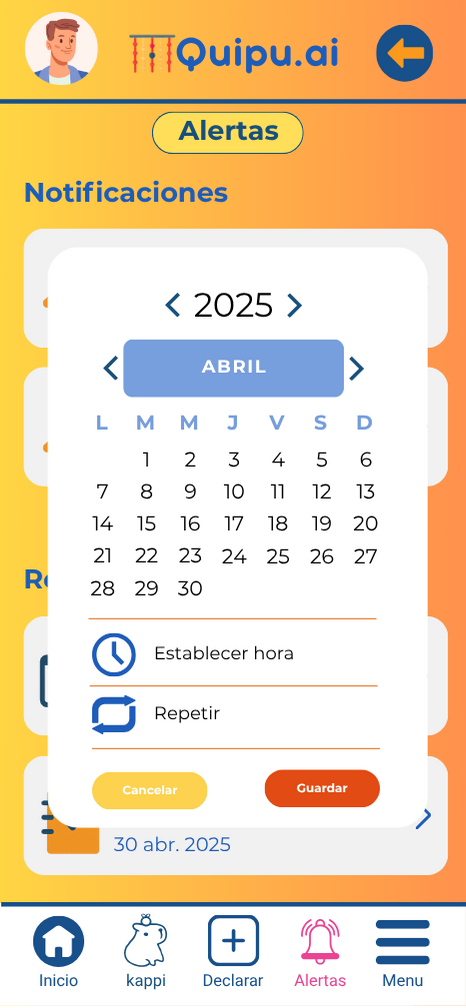 Quipu.ai
Alertas
Notificaciones
2025
ABRIL
L M M J V S D
1 2 3 4 5 6
7 8 9 10 11 12 13
14 15 16 17 18 19 20
21 22 23 24 25 26 27
28 29 30
Establecer hora
Repetir
Cancelar Guardar
30 abr. 2025
Inicio kappi Declarar Alertas Menu